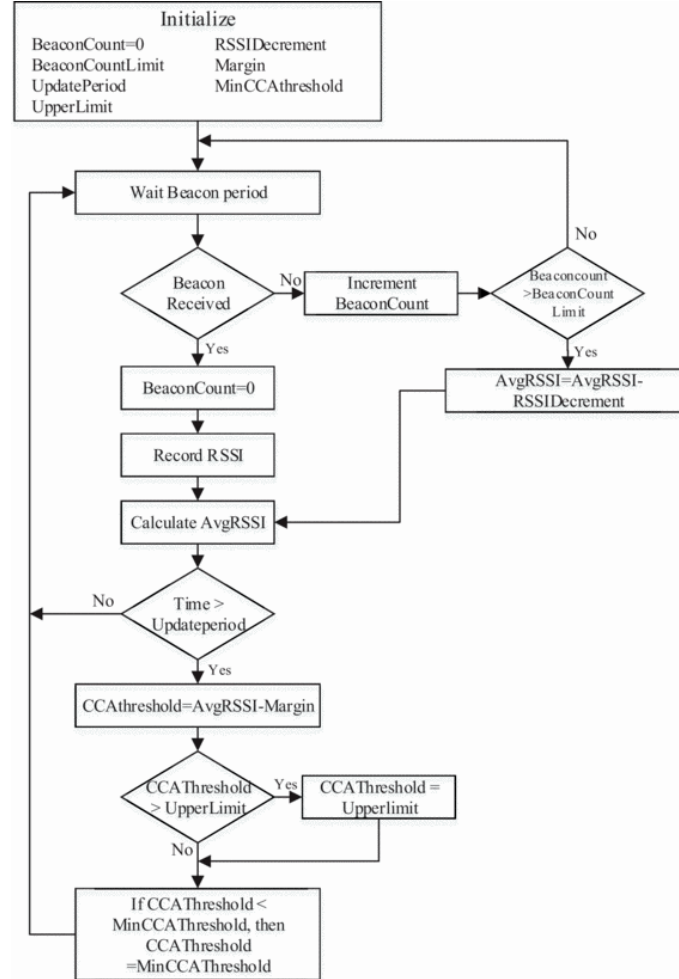 Initialize
BeaconCount=0
BeaconCountLimit
UpdatePeriod
UpperLimit
RSSIDecrement
Margin
MinCCAthreshold
Wait Beacon period
No
Beacon
Received
No
Increment
BeaconCount
Beaconcount
>BeaconCount
Limit
Yes
Yes
BeaconCount=0
AvgRSSI=AvgRSSI-
RSSIDecrement
Record RSSI
Calculate AvgRSSI
No
Time >
Updateperiod
Yes
CCAthreshold=AvgRSSI-Margin
CCAThreshold
> UpperLimit
Yes
CCAThreshold =
Upperlimit
No
If CCAThreshold <
MinCCAThreshold, then
CCAThreshold
=MinCCAThreshold